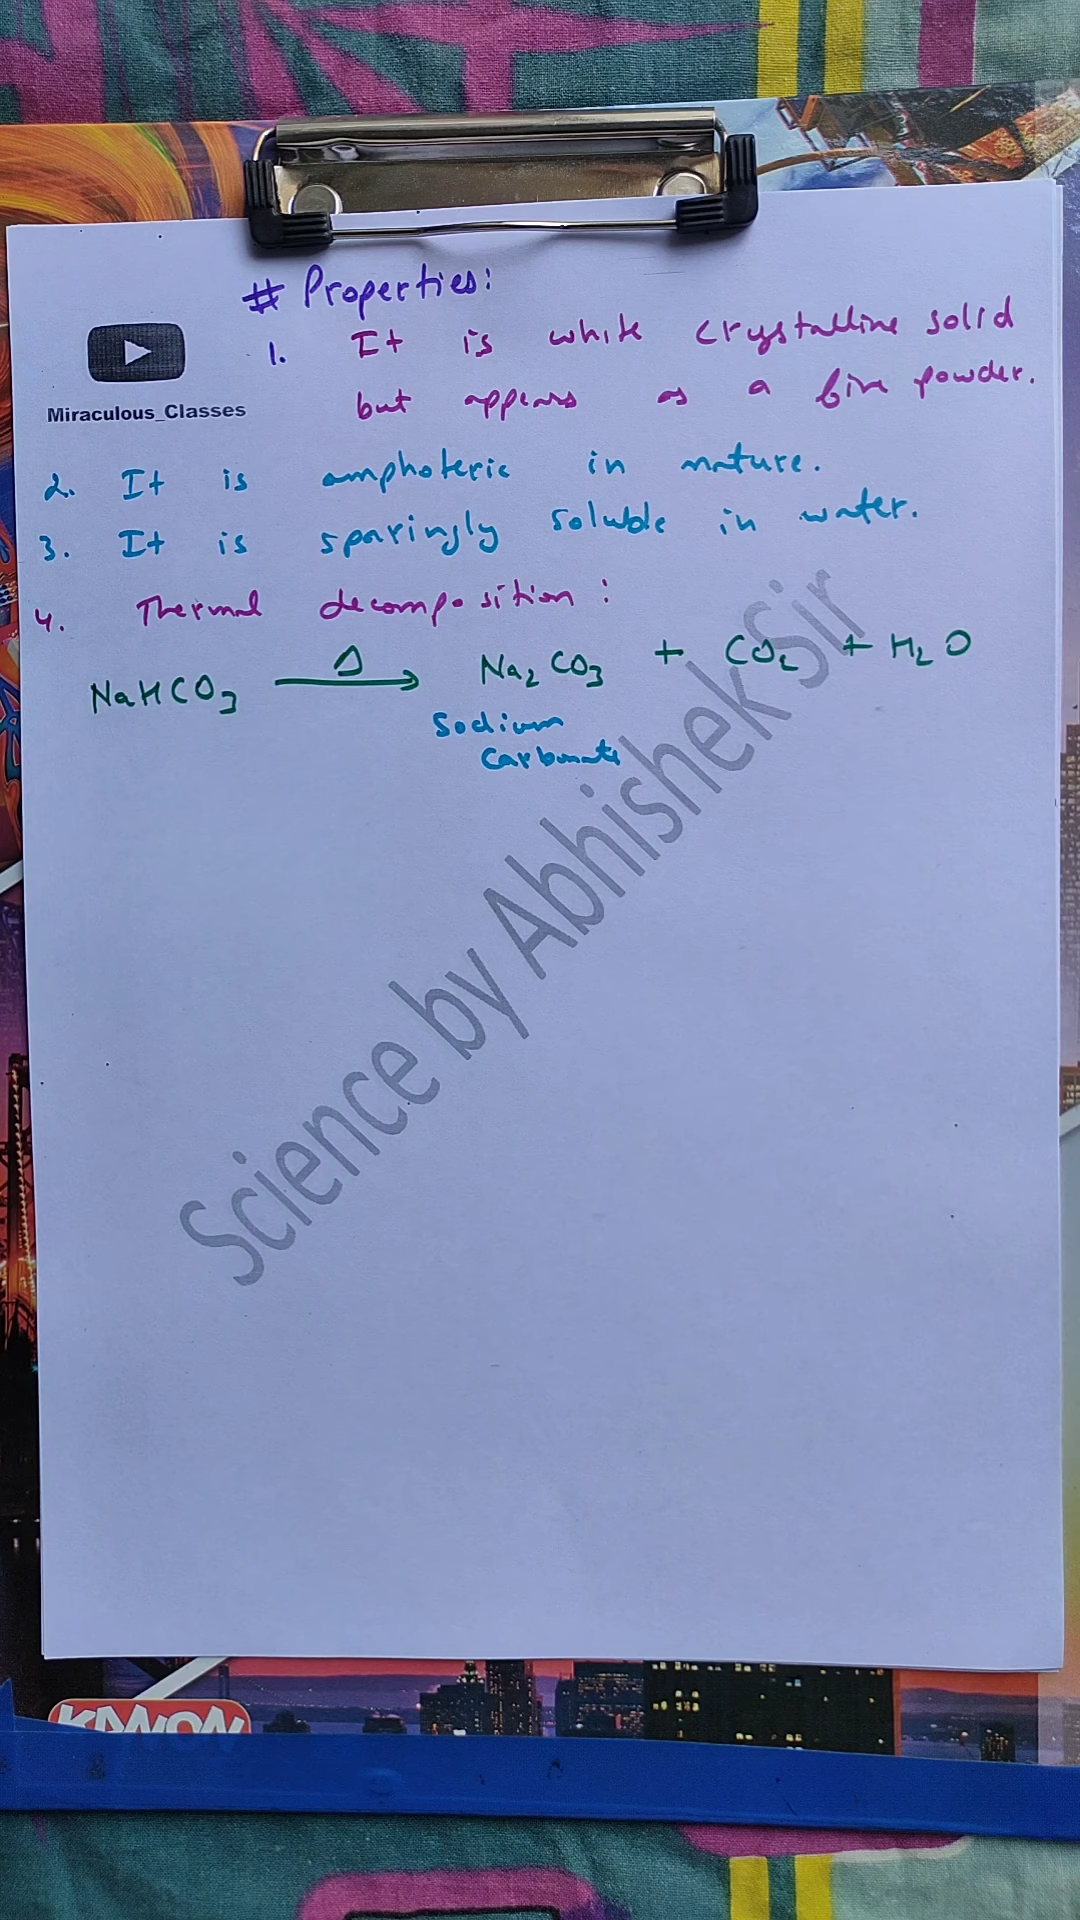 # Properties:
1. It is white crystalline solid
but appears as a fine powder.
Miraculous_Classes
2. It is amphoteric in nature.
3. It is sparingly soluble in water.
4. Thermal decomposition:
NaHCO₃ Δ→ Na₂CO₃ + CO₂ + H₂O
Sodium
Carbonate
Science by Abhishek Sir